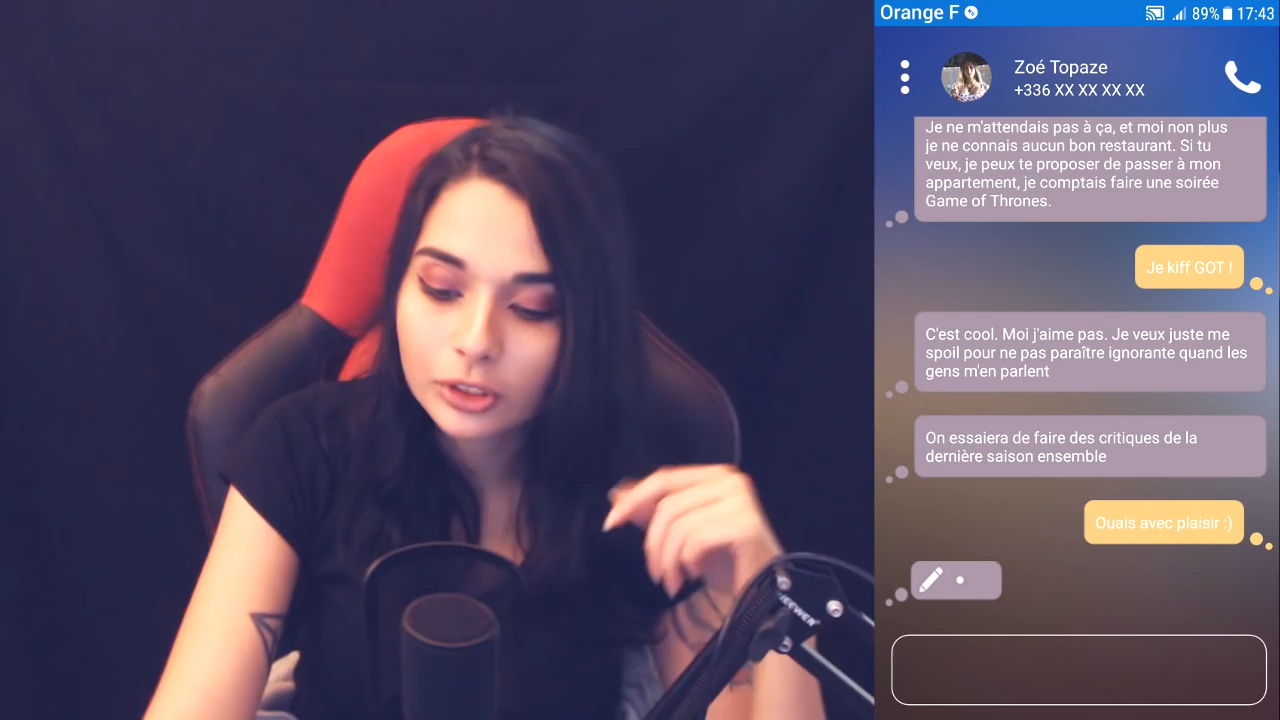 Orange F
89% 17:43
Zoé Topaze
+336 XX XX XX XX
Je ne m'attendais pas à ça, et moi non plus
je ne connais aucun bon restaurant. Si tu
veux, je peux te proposer de passer à mon
appartement, je comptais faire une soirée
Game of Thrones.
Je kiff GOT !
C'est cool. Moi j'aime pas. Je veux juste me
spoil pour ne pas paraître ignorante quand les
gens m'en parlent
On essaiera de faire des critiques de la
dernière saison ensemble
Ouais avec plaisir :)
NEEWER